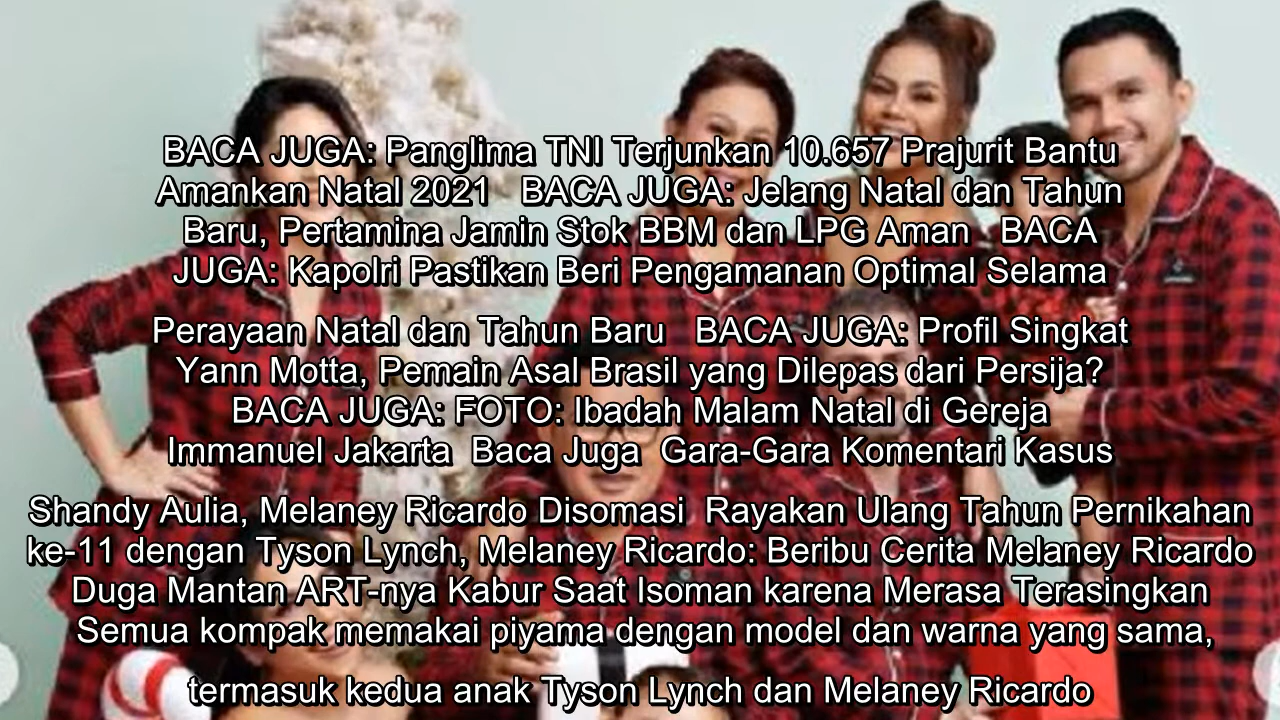 BACA JUGA: Panglima TNI Terjunkan 10.657 Prajurit Bantu
Amankan Natal 2021   BACA JUGA: Jelang Natal dan Tahun
Baru, Pertamina Jamin Stok BBM dan LPG Aman   BACA
JUGA: Kapolri Pastikan Beri Pengamanan Optimal Selama
Perayaan Natal dan Tahun Baru   BACA JUGA: Profil Singkat
Yann Motta, Pemain Asal Brasil yang Dilepas dari Persija?
BACA JUGA: FOTO: Ibadah Malam Natal di Gereja
Immanuel Jakarta  Baca Juga  Gara-Gara Komentari Kasus
Shandy Aulia, Melaney Ricardo Disomasi  Rayakan Ulang Tahun Pernikahan
ke-11 dengan Tyson Lynch, Melaney Ricardo: Beribu Cerita Melaney Ricardo
Duga Mantan ART-nya Kabur Saat Isoman karena Merasa Terasingkan
Semua kompak memakai piyama dengan model dan warna yang sama,
termasuk kedua anak Tyson Lynch dan Melaney Ricardo